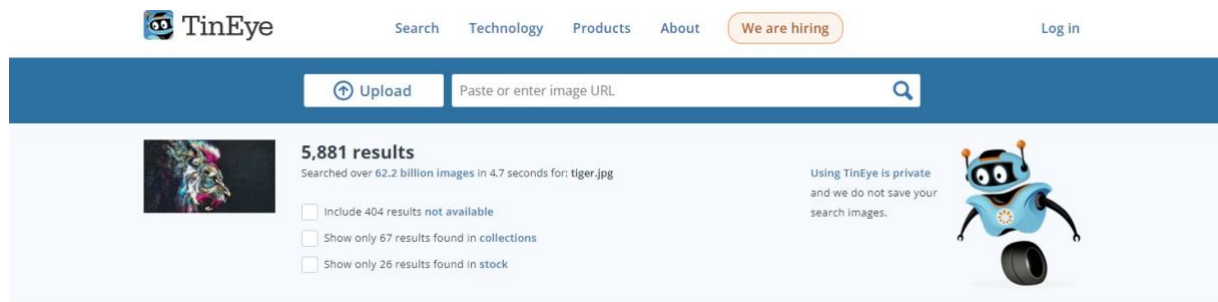 TinEye
Search Technology Products About We are hiring Log in
Upload Paste or enter image URL
5,881 results
Searched over 62.2 billion images in 4.7 seconds for: tiger.jpg
Include 404 results not available
Show only 67 results found in collections
Show only 26 results found in stock
Using TinEye is private
and we do not save your
search images.